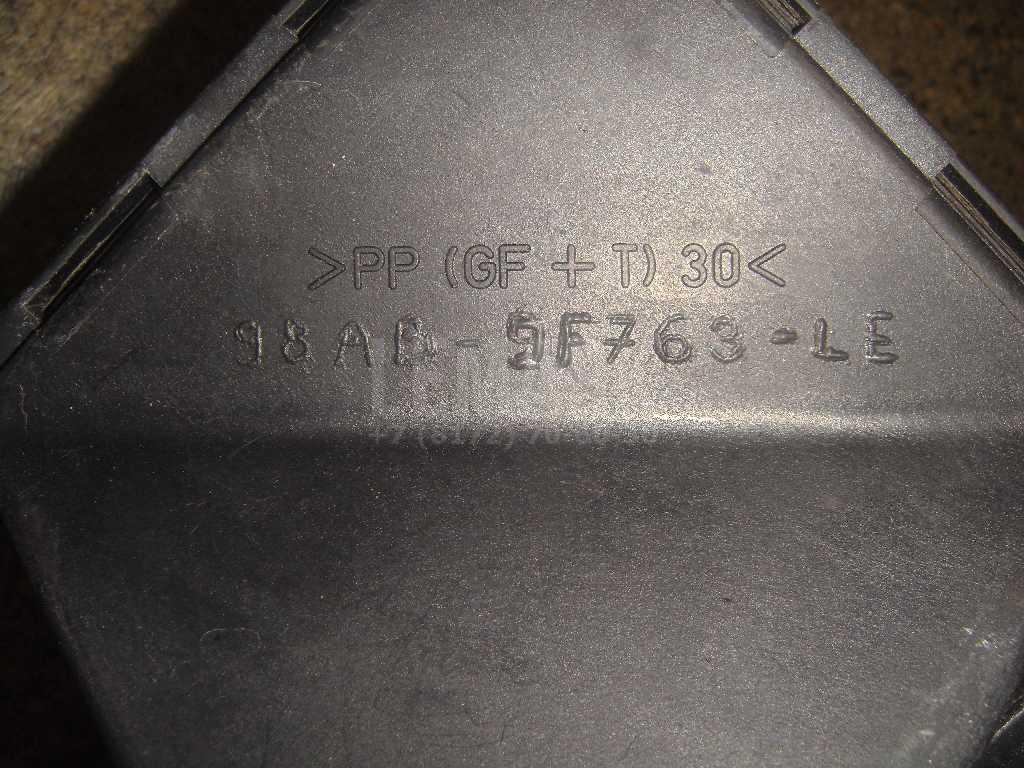 >PP (GF + T) 30<
98AB-9F763-LE